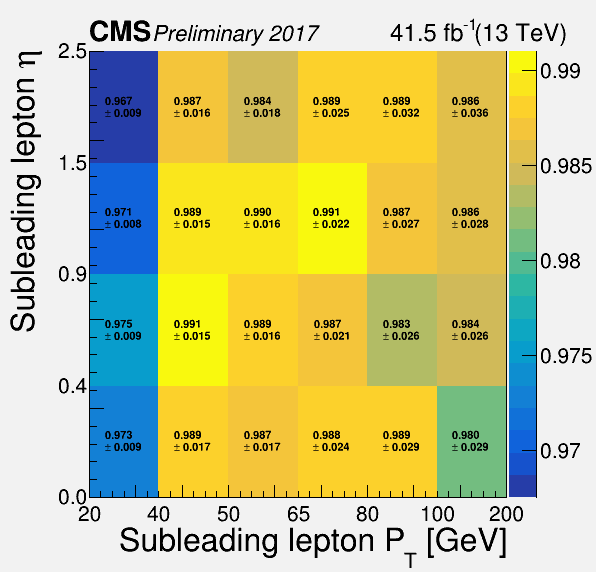 CMS Preliminary 2017 41.5 fb⁻¹(13 TeV)
Subleading lepton η
2.5
1.5
0.9
0.4
0.0
0.967 0.987 0.984 0.989 0.989 0.986
± 0.009 ± 0.016 ± 0.018 ± 0.025 ± 0.032 ± 0.036
0.971 0.989 0.990 0.991 0.987 0.986
± 0.008 ± 0.015 ± 0.016 ± 0.022 ± 0.027 ± 0.028
0.975 0.991 0.989 0.987 0.983 0.984
± 0.009 ± 0.015 ± 0.016 ± 0.021 ± 0.026 ± 0.026
0.973 0.989 0.987 0.988 0.989 0.980
± 0.009 ± 0.017 ± 0.017 ± 0.024 ± 0.029 ± 0.029
20 40 50 65 80 100 200
Subleading lepton P_T [GeV]
0.99
0.985
0.98
0.975
0.97